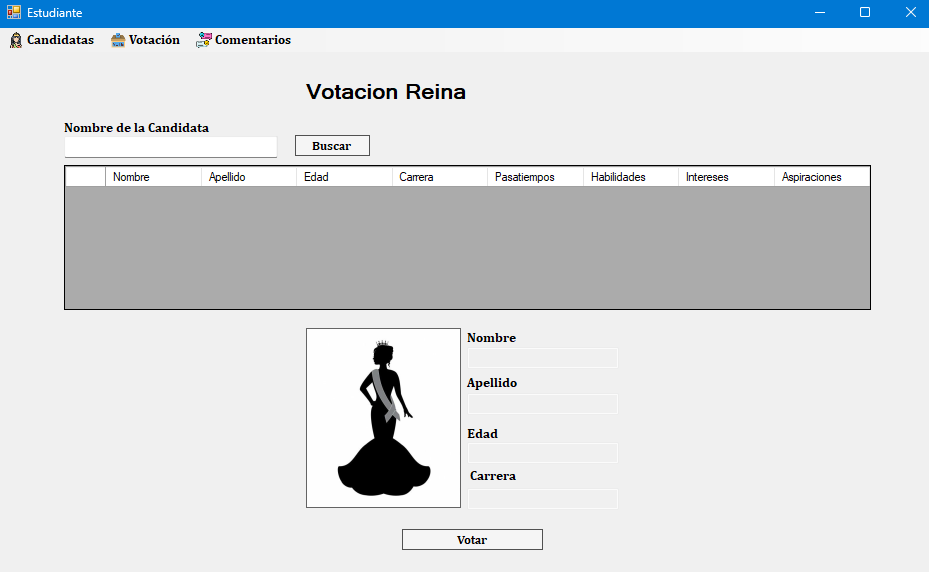 Estudiante
Candidatas Votación Comentarios
Votacion Reina
Nombre de la Candidata
Buscar
Nombre Apellido Edad Carrera Pasatiempos Habilidades Intereses Aspiraciones
Nombre
Apellido
Edad
Carrera
Votar